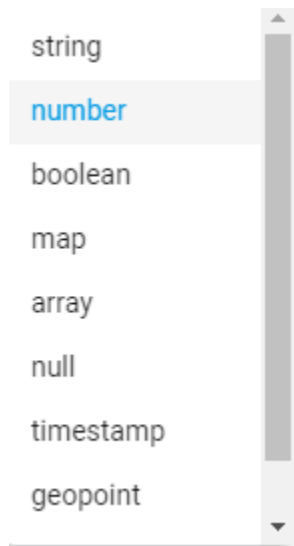 string
number
boolean
map
array
null
timestamp
geopoint